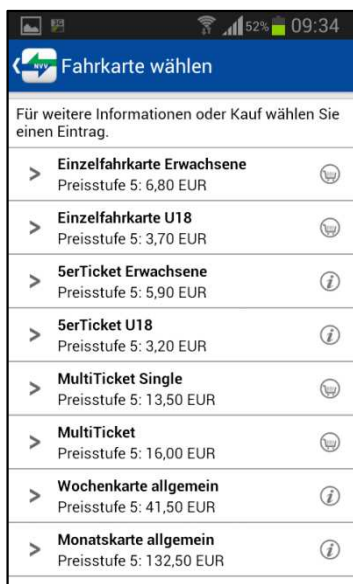 3G 52% 09:34
NVV Fahrkarte wählen
Für weitere Informationen oder Kauf wählen Sie
einen Eintrag.
> Einzelfahrkarte Erwachsene
Preisstufe 5: 6,80 EUR
> Einzelfahrkarte U18
Preisstufe 5: 3,70 EUR
> 5erTicket Erwachsene
Preisstufe 5: 5,90 EUR
> 5erTicket U18
Preisstufe 5: 3,20 EUR
> MultiTicket Single
Preisstufe 5: 13,50 EUR
> MultiTicket
Preisstufe 5: 16,00 EUR
> Wochenkarte allgemein
Preisstufe 5: 41,50 EUR
> Monatskarte allgemein
Preisstufe 5: 132,50 EUR